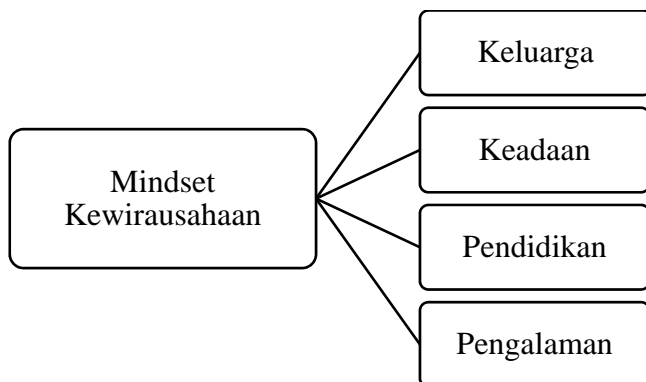 Mindset
Kewirausahaan
Keluarga
Keadaan
Pendidikan
Pengalaman